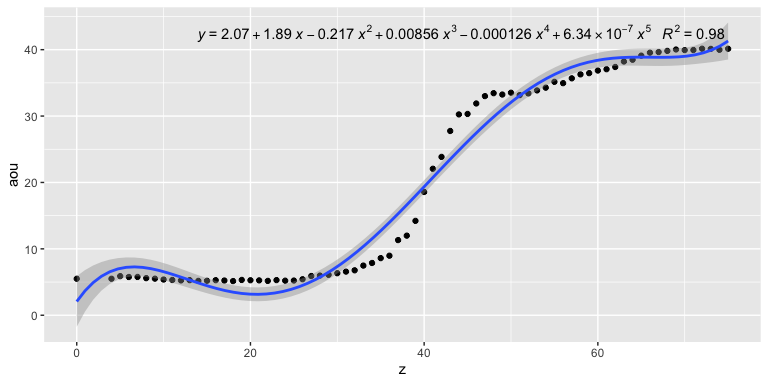 y = 2.07 + 1.89 x − 0.217 x² + 0.00856 x³ − 0.000126 x⁴ + 6.34 × 10⁻⁷ x⁵ R² = 0.98
40
30
20
10
0
aou
0 20 40 60
z